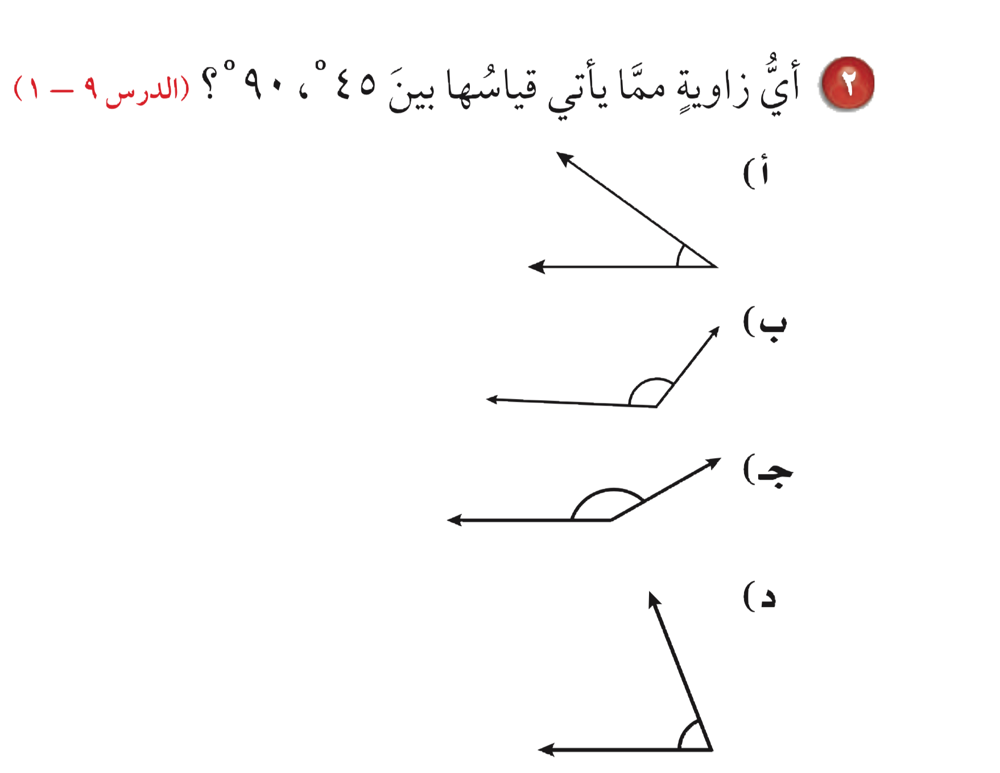 ٢ أيُّ زاويةٍ ممَّا يأتي قياسُها بينَ ٤٥°، ٩٠°؟ (الدرس ٩ – ١)
أ )
ب)
جـ)
د )